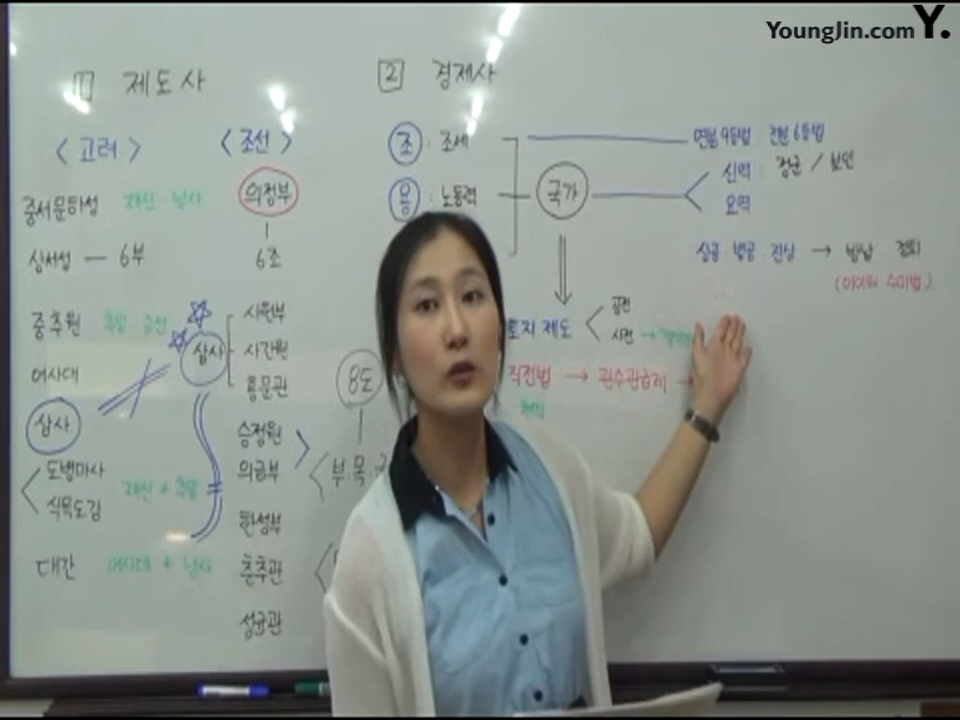 YoungJin.com Y.
1 제도사
<고려> <조선>
중서문하성 재신 낭사 의정부
상서성 — 6부 6조
중추원 추밀 승선 사헌부
삼사 사간원
어사대 홍문관
삼사 승정원
도병마사 재신 + 추밀 의금부
식목도감 한성부
대간 어사대 + 낭사 춘추관
성균관
8도
부·목·
2 경제사
조 : 조세 연분 9등법 전분 6등법
용 : 노동력 국가 신역 : 정군 / 보인
요역
상공 별공 진상 → 방납 폐회
(이이의 수미법)
토지 제도 공전
사전 →
직전법 → 관수관급제 →